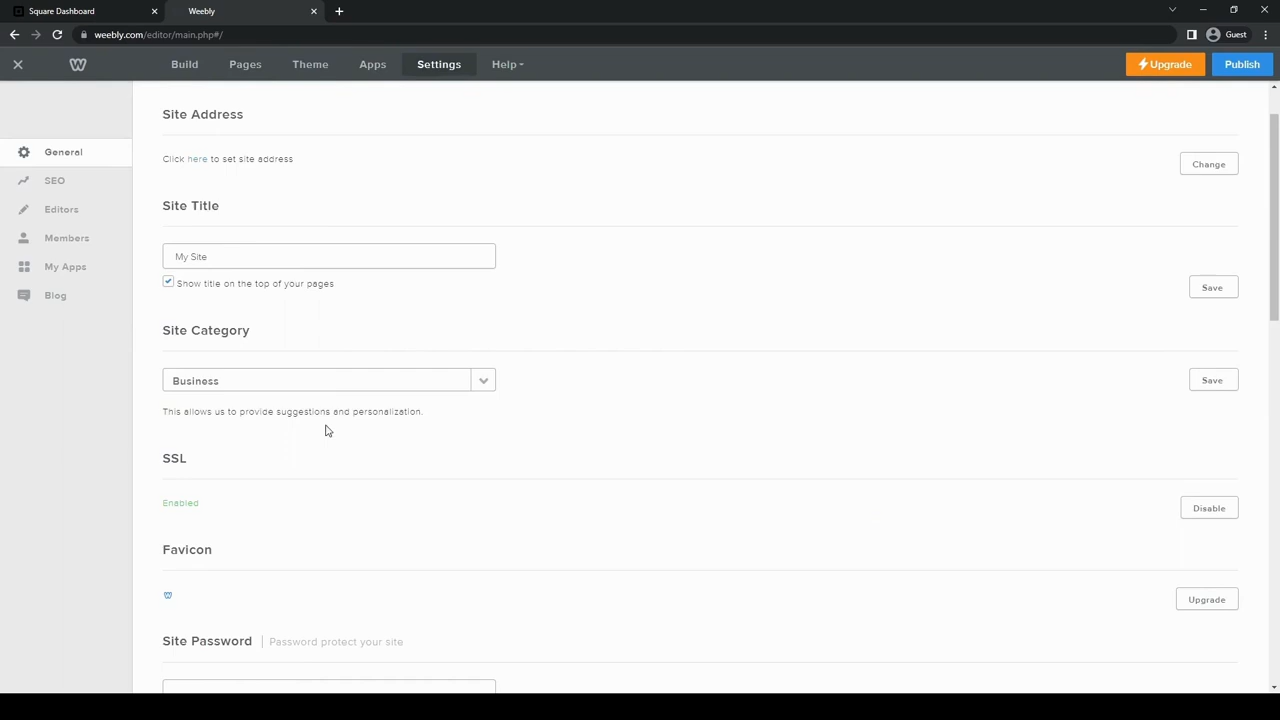 Square Dashboard
Weebly
weebly.com/editor/main.php#/
Guest
Build
Pages
Theme
Apps
Settings
Help
Upgrade
Publish
General
SEO
Editors
Members
My Apps
Blog
Site Address
Click here to set site address
Change
Site Title
My Site
Show title on the top of your pages
Save
Site Category
Business
Save
This allows us to provide suggestions and personalization.
SSL
Enabled
Disable
Favicon
Upgrade
Site Password | Password protect your site